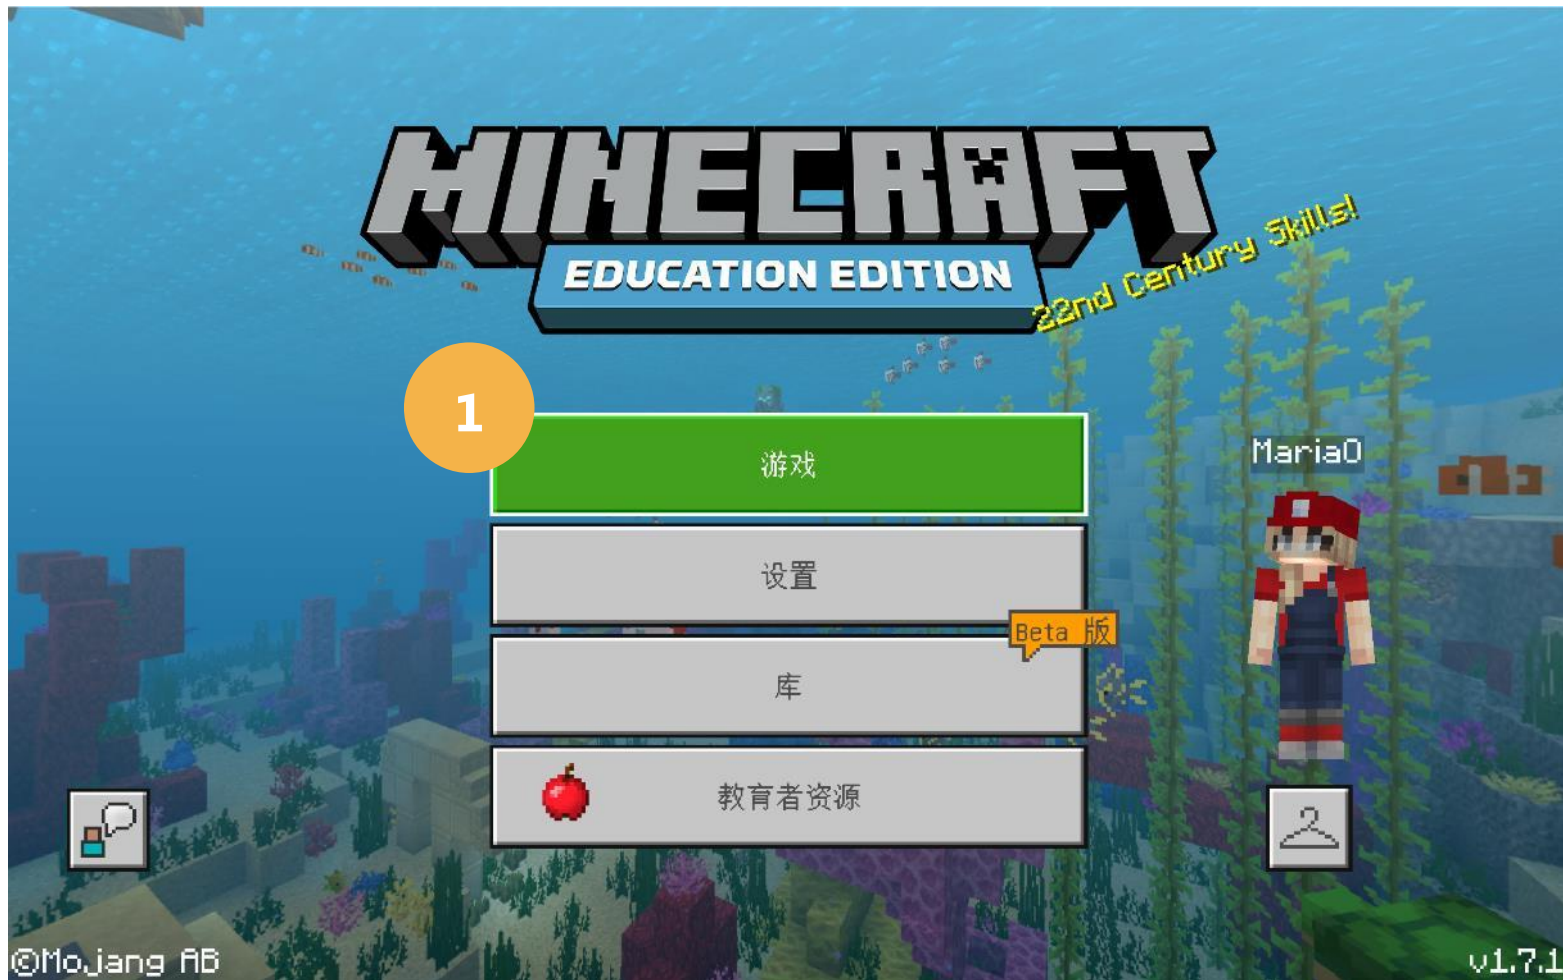 MINECRAFT
EDUCATION EDITION
22nd Century Skills!
1
游戏
MariaO
设置
Beta 版
库
教育者资源
©Mojang AB
v1.7.1